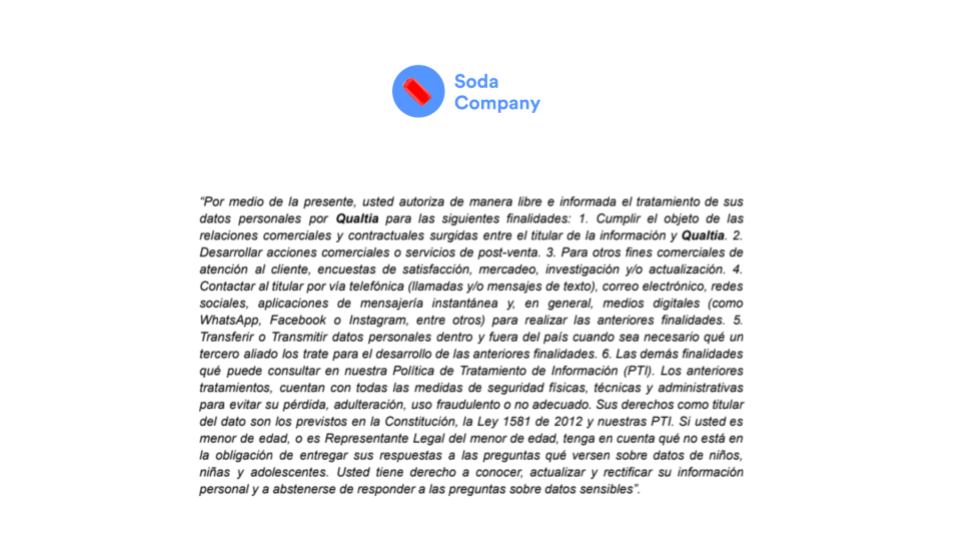 Soda
Company
“Por medio de la presente, usted autoriza de manera libre e informada el tratamiento de sus
datos personales por Qualtia para las siguientes finalidades: 1. Cumplir el objeto de las
relaciones comerciales y contractuales surgidas entre el titular de la información y Qualtia. 2.
Desarrollar acciones comerciales o servicios de post-venta. 3. Para otros fines comerciales de
atención al cliente, encuestas de satisfacción, mercadeo, investigación y/o actualización. 4.
Contactar al titular por vía telefónica (llamadas y/o mensajes de texto), correo electrónico, redes
sociales, aplicaciones de mensajería instantánea y, en general, medios digitales (como
WhatsApp, Facebook o Instagram, entre otros) para realizar las anteriores finalidades. 5.
Transferir o Transmitir datos personales dentro y fuera del país cuando sea necesario qué un
tercero aliado los trate para el desarrollo de las anteriores finalidades. 6. Las demás finalidades
qué puede consultar en nuestra Política de Tratamiento de Información (PTI). Los anteriores
tratamientos, cuentan con todas las medidas de seguridad físicas, técnicas y administrativas
para evitar su pérdida, adulteración, uso fraudulento o no adecuado. Sus derechos como titular
del dato son los previstos en la Constitución, la Ley 1581 de 2012 y nuestras PTI. Si usted es
menor de edad, o es Representante Legal del menor de edad, tenga en cuenta qué no está en
la obligación de entregar sus respuestas a las preguntas qué versen sobre datos de niños,
niñas y adolescentes. Usted tiene derecho a conocer, actualizar y rectificar su información
personal y a abstenerse de responder a las preguntas sobre datos sensibles”.